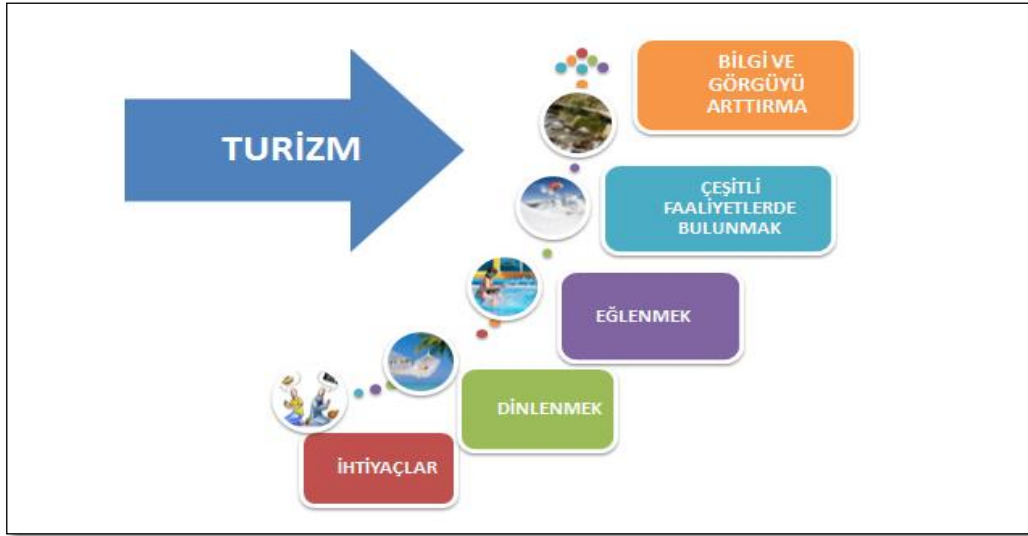 TURİZM
BİLGİ VE
GÖRGÜYÜ
ARTTIRMA
ÇEŞİTLİ
FAALİYETLERDE
BULUNMAK
EĞLENMEK
DİNLENMEK
İHTİYAÇLAR